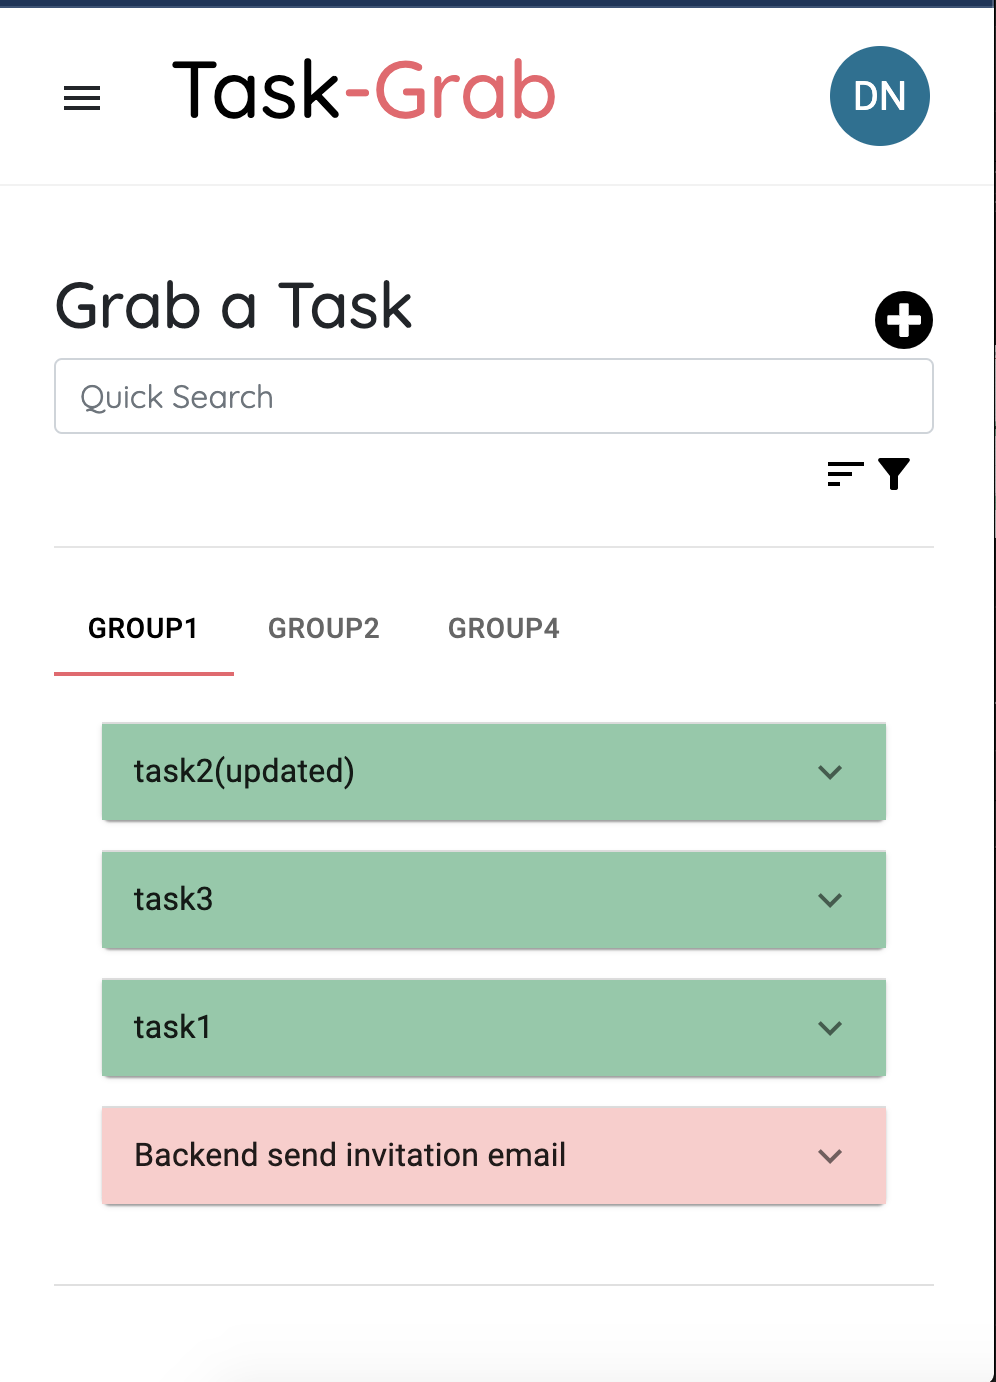 Task-Grab
DN
Grab a Task
Quick Search
GROUP1 GROUP2 GROUP4
task2(updated)
task3
task1
Backend send invitation email